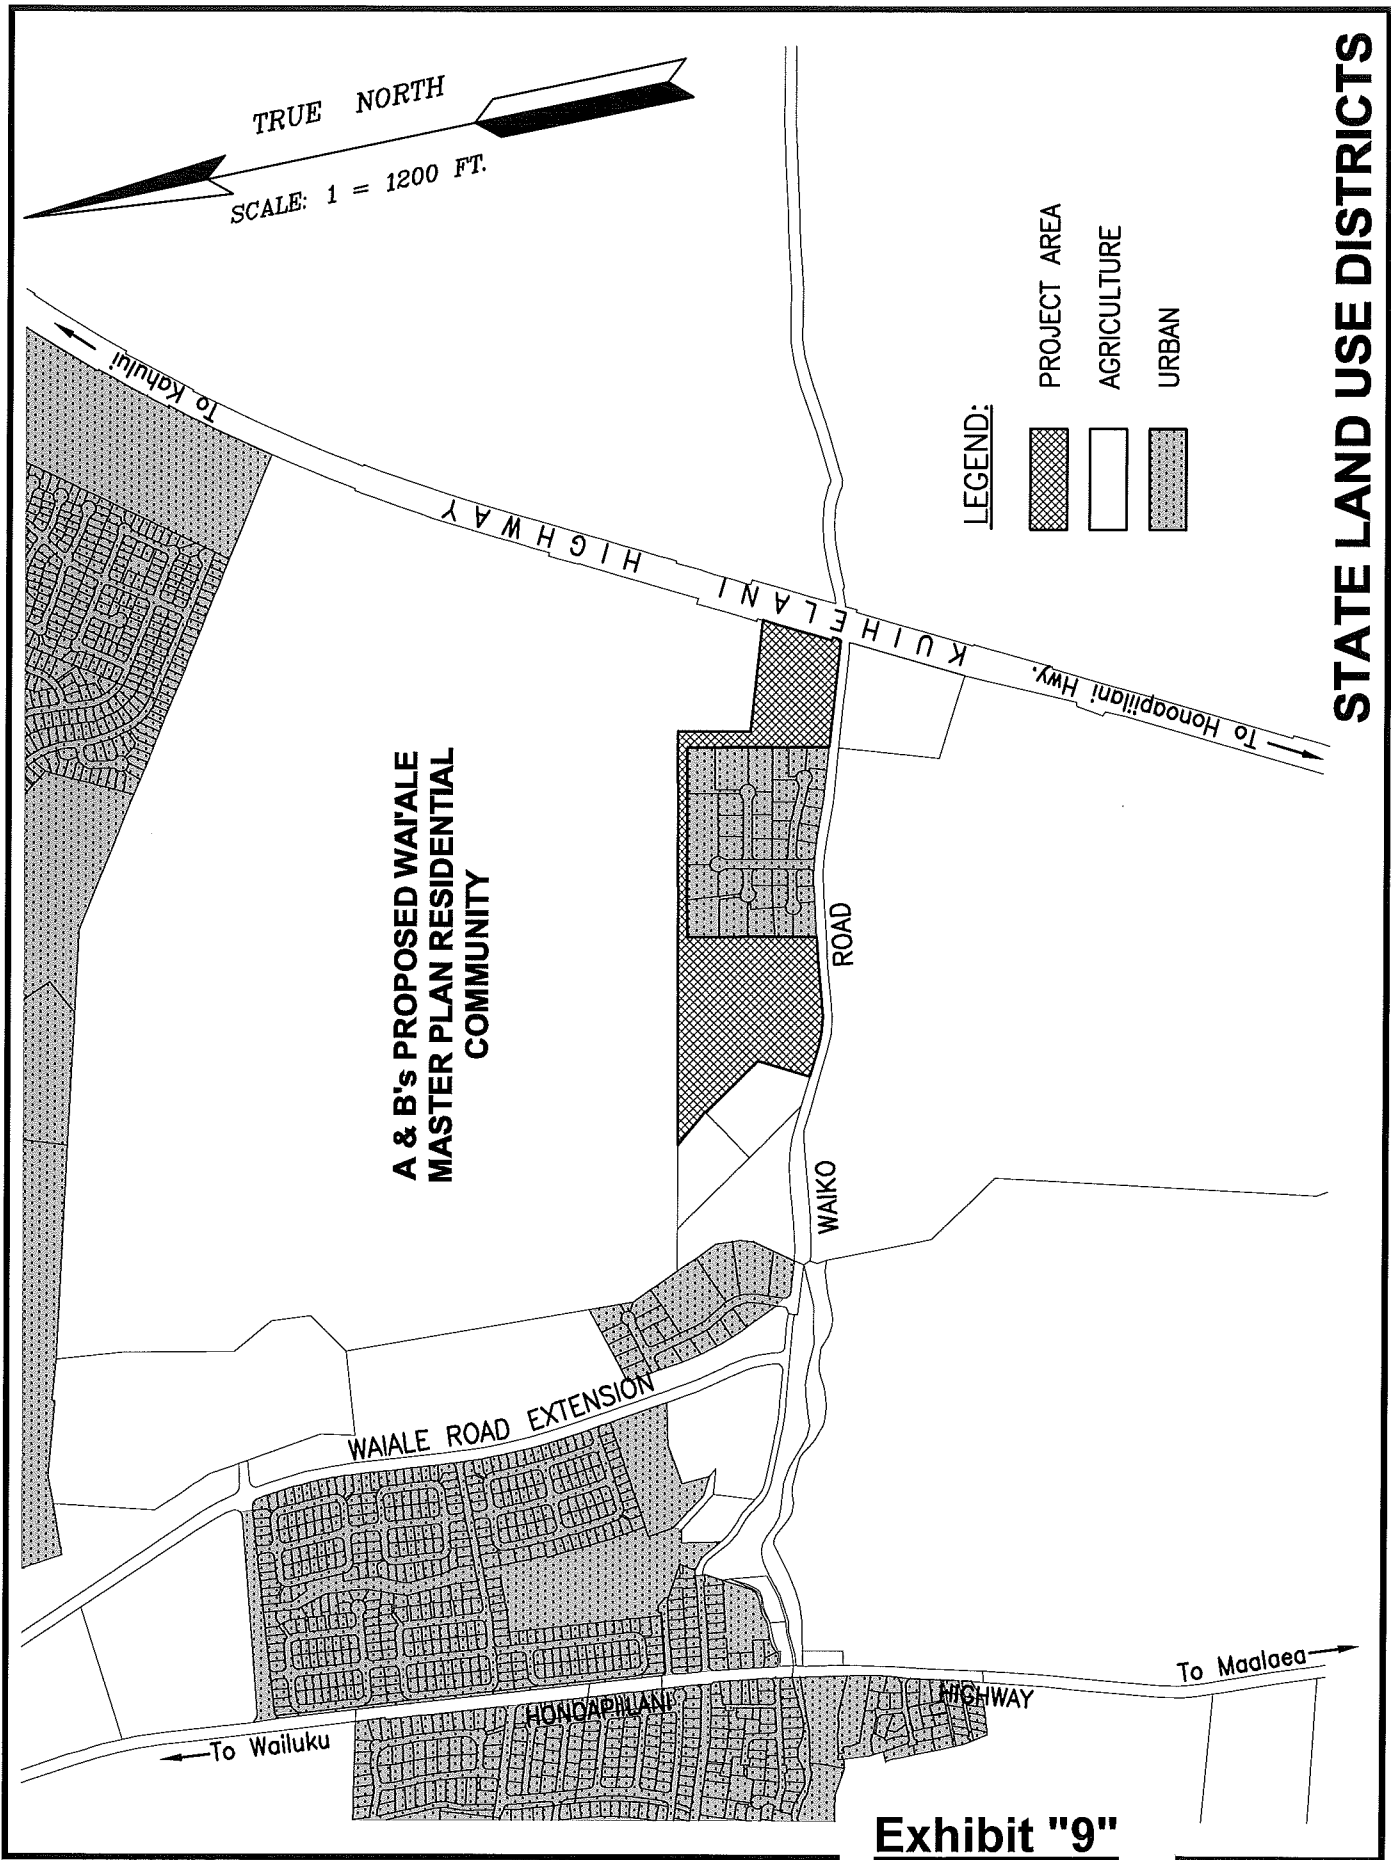 TRUE NORTH
SCALE: 1 = 1200 FT.
To Kahului
KUIHELANI HIGHWAY
To Honoapiilani Hwy.
LEGEND:
PROJECT AREA
AGRICULTURE
URBAN
STATE LAND USE DISTRICTS
A & B's PROPOSED WAI'ALE
MASTER PLAN RESIDENTIAL
COMMUNITY
WAIKO ROAD
WAIALE ROAD EXTENSION
HONOAPIILANI HIGHWAY
To Wailuku
To Maalaea
Exhibit "9"